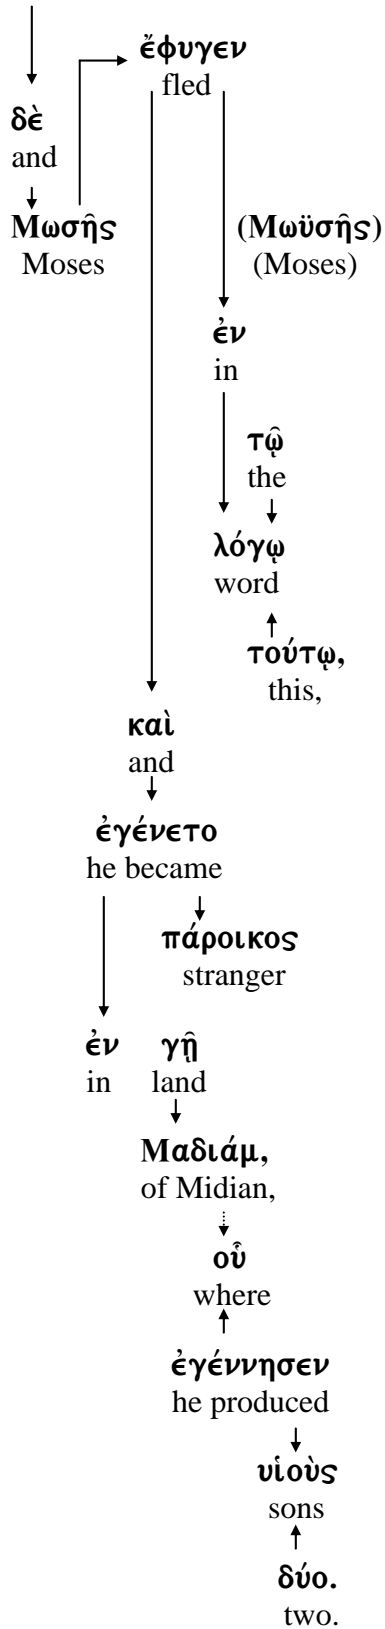 ἔφυγεν
fled
δὲ
and
Μωσῆς (Μωϋσῆς)
Moses (Moses)
ἐν
in
τῷ
the
λόγῳ
word
τούτῳ,
this,
καὶ
and
ἐγένετο
he became
πάροικος
stranger
ἐν γῇ
in land
Μαδιάμ,
of Midian,
οὗ
where
ἐγέννησεν
he produced
υἱοὺς
sons
δύο.
two.